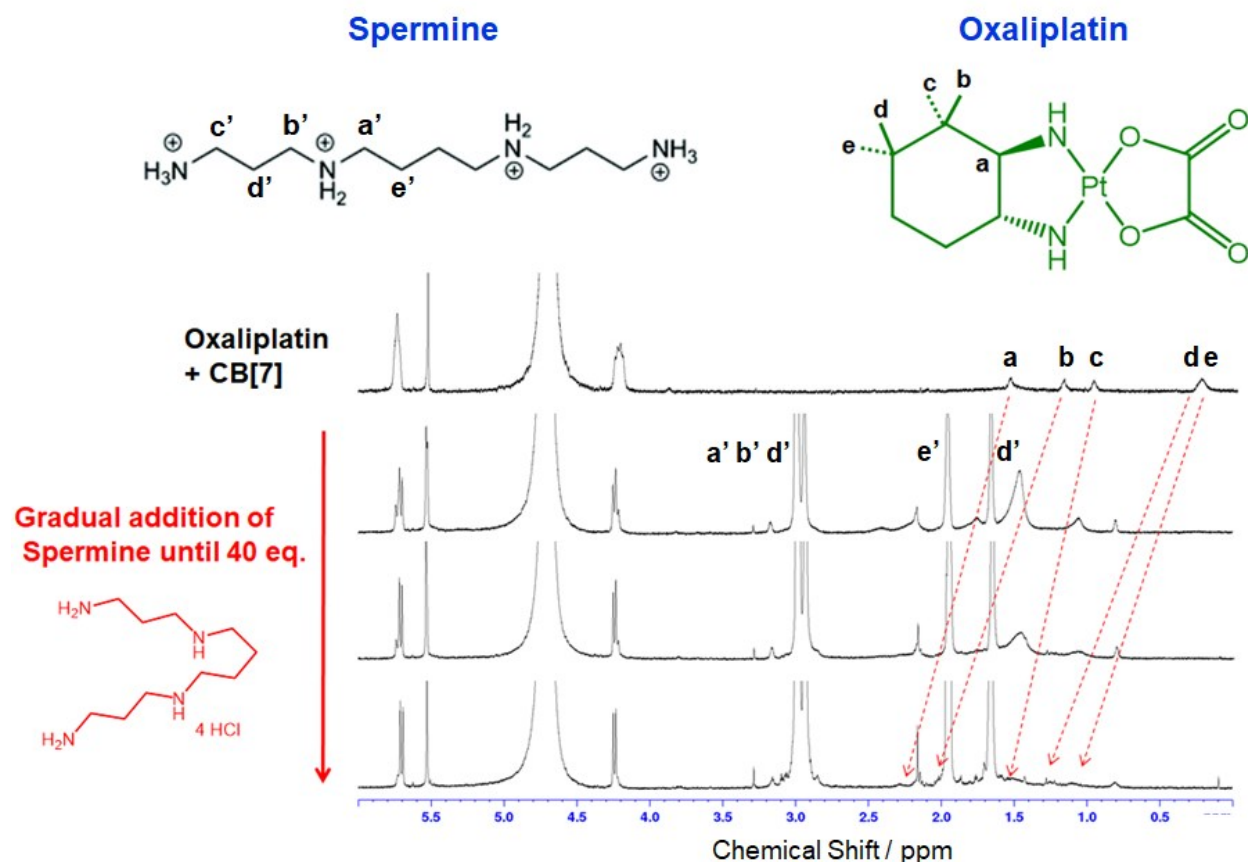 Spermine
Oxaliplatin
c’ b’ ⊕ a’ H₂ N
H₃N ⊕ d’ N H₂ e’ ⊕ NH₃ ⊕
c b
d H N O O
e a Pt
N H O O
Oxaliplatin
+ CB[7]
a b c d e
a’ b’ d’ e’ d’
Gradual addition of
Spermine until 40 eq.
H₂N
N H
N H
H₂N 4 HCl
5.5 5.0 4.5 4.0 3.5 3.0 2.5 2.0 1.5 1.0 0.5
Chemical Shift / ppm